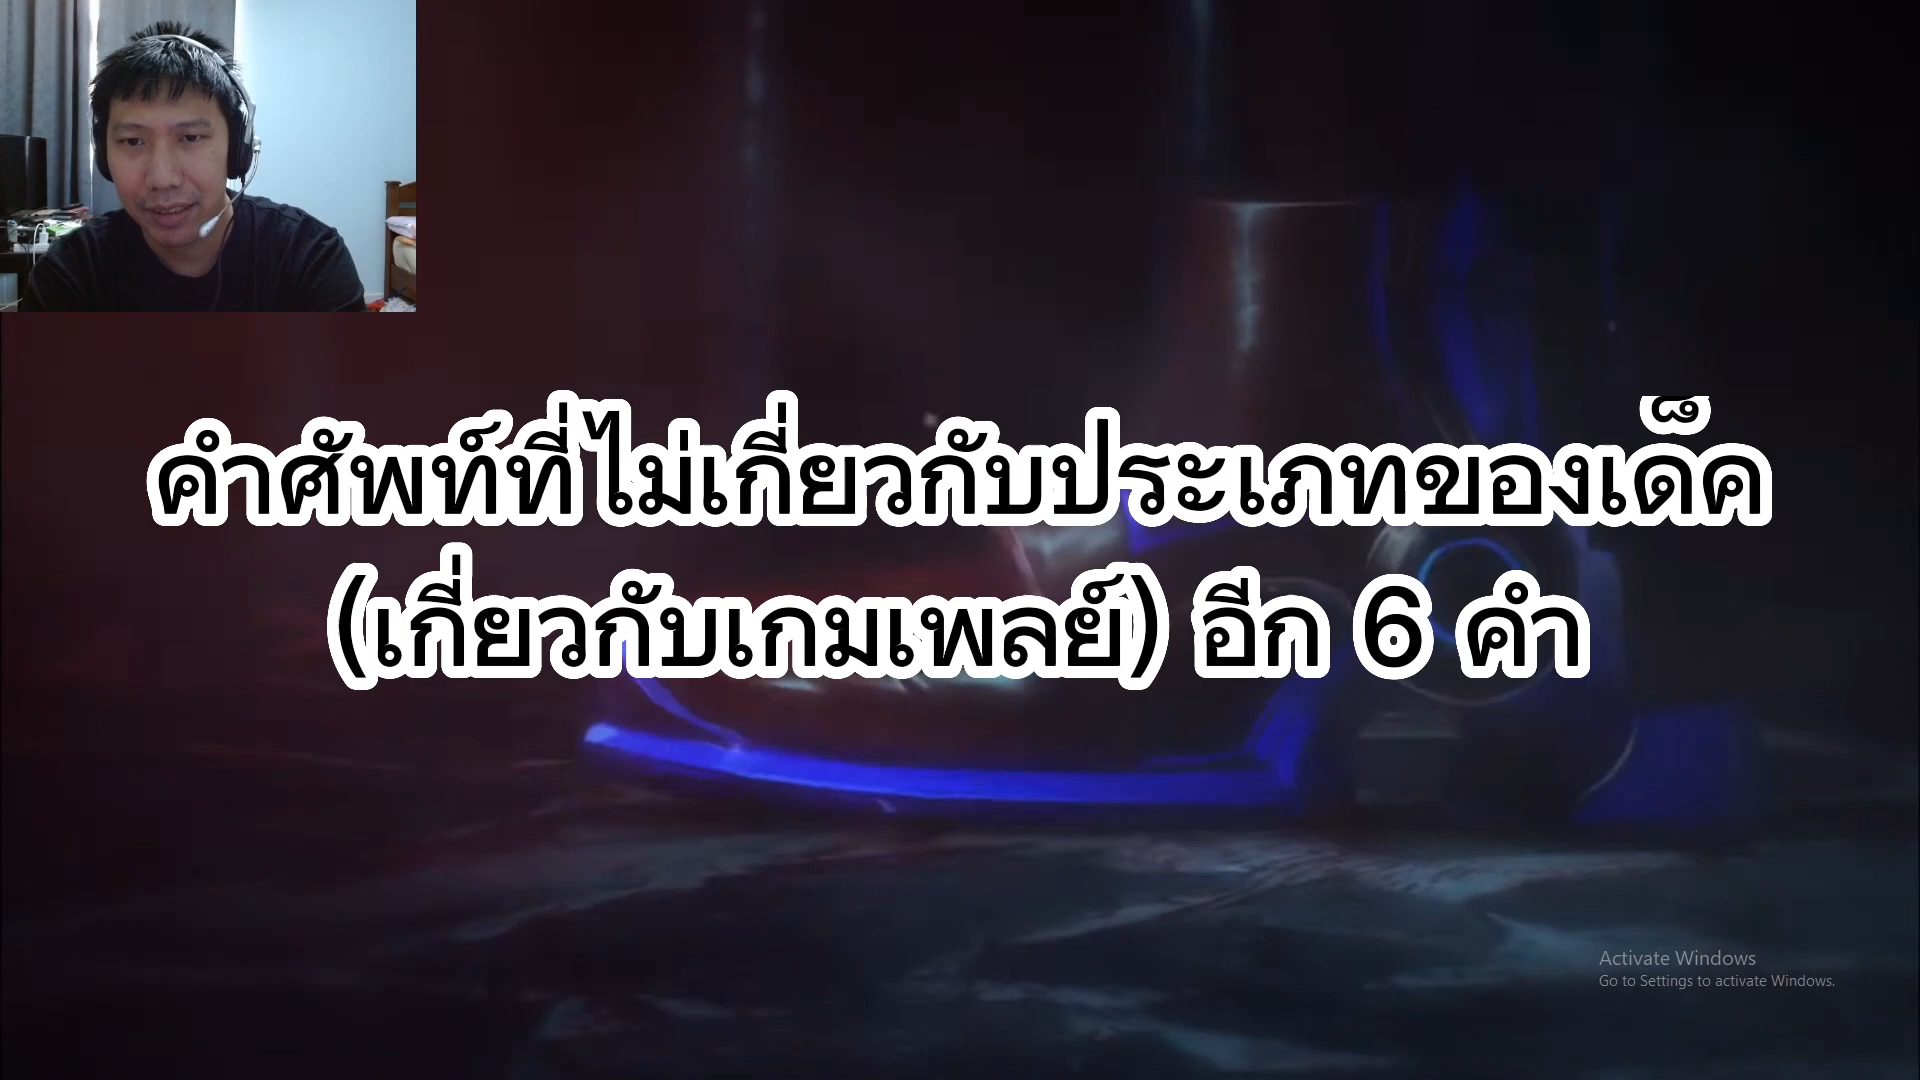 คำศัพท์ที่ไม่เกี่ยวกับประเภทของเด็ค
(เกี่ยวกับเกมเพลย์) อีก 6 คำ
Activate Windows
Go to Settings to activate Windows.